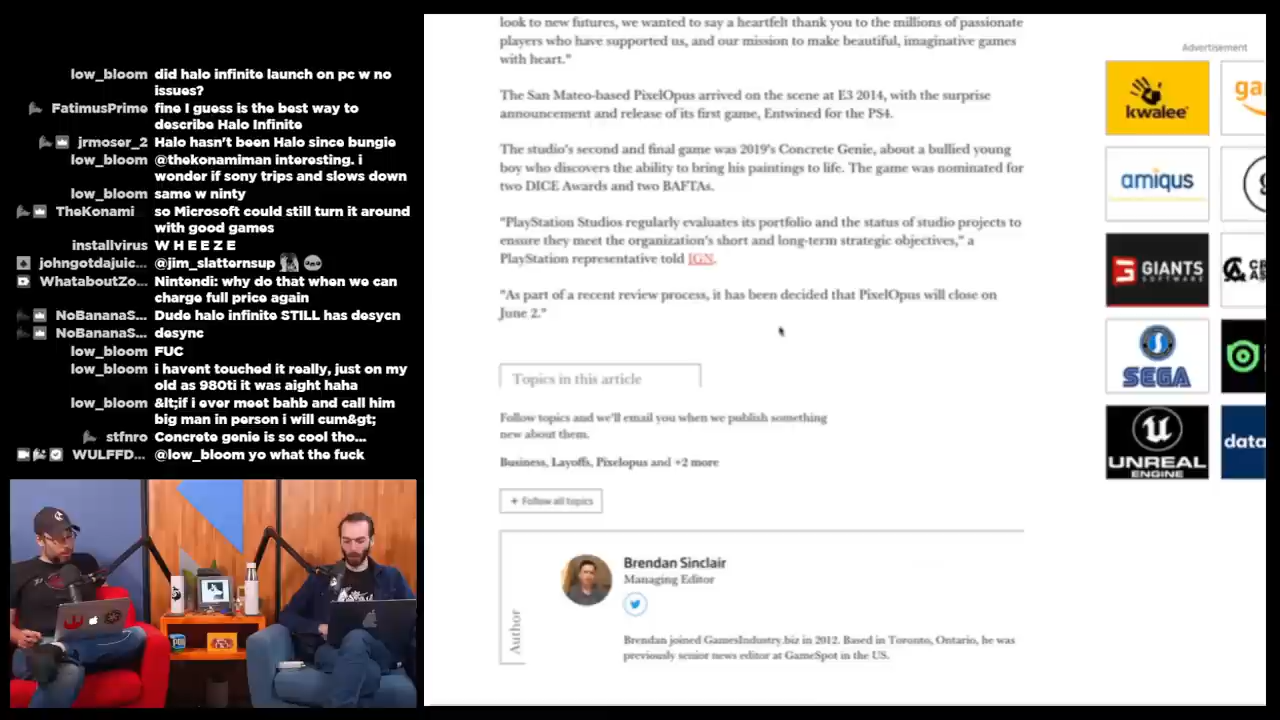 low_bloom did halo infinite launch on pc w no
issues?
FatimusPrime fine I guess is the best way to
describe Halo Infinite
jrmoser_2 Halo hasn't been Halo since bungie
low_bloom @thekonamiman interesting. i
wonder if sony trips and slows down
low_bloom same w ninty
TheKonami so Microsoft could still turn it around
with good games
installvirus W H E E Z E
@jim_slattery sup
Nintendi: why do that when we can
charge full price again
NoBananaS... Dude halo infinite STILL has desycn
NoBananaS... desync
low_bloom FUC
low_bloom i havent touched it really, just on my
old as 980ti it was aight haha
low_bloom &lt;if i ever meet bahb and call him
big man in person i will cum&gt;
Concrete genie was cool tho...
WULFFD... @low_bloom yo what the fuck
look to new futures, we wanted to say a heartfelt thank you to the millions of passionate
players who have supported us, and our mission to make beautiful, imaginative games
with heart."
The San Mateo-based PixelOpus arrived on the scene at E3 2014, with the surprise
announcement and release of its first game, Entwined for the PS4.
The studio's second and final game was 2019's Concrete Genie, about a bullied young
boy who discovers the ability to bring his paintings to life. The game was nominated for
two DICE Awards and two BAFTAs.
"PlayStation Studios regularly evaluates its portfolio and the status of studio projects to
ensure they meet the organization's short and long-term strategic objectives," a
PlayStation representative told IGN.
"As part of a recent review process, it has been decided that PixelOpus will close on
June 2."
Topics in this article
Follow topics and we'll email you when we publish something
new about them.
Business, Layoffs, Pixelopus and +2 more
+ Follow all topics
Author
Brendan Sinclair
Managing Editor
Brendan joined GamesIndustry.biz in 2012. Based in Toronto, Ontario, he was
previously senior news editor at GameSpot in the US.
Advertisement
kwalee
ga
amiqus
GIANTS
SOFTWARE
SEGA
UNREAL
ENGINE
data